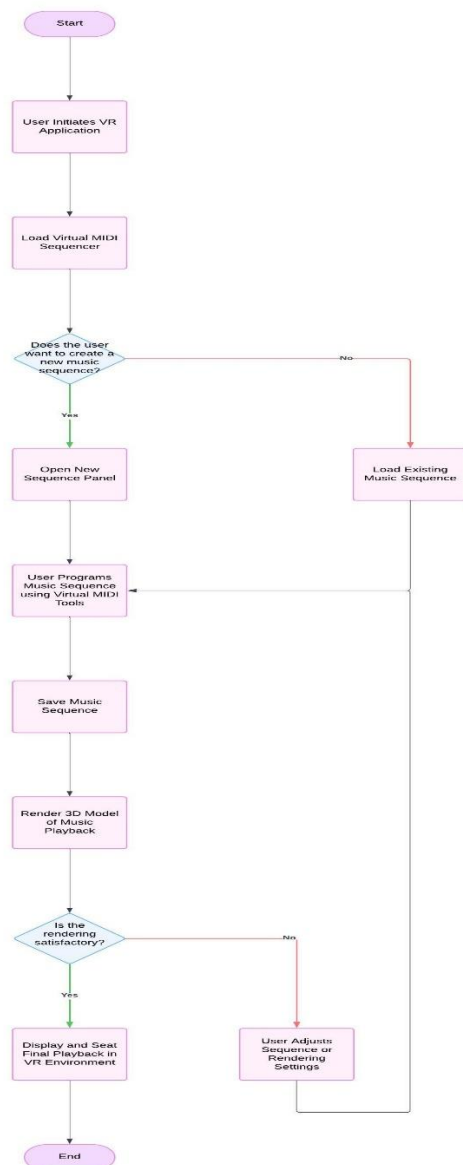 Start
User Initiates VR
Application
Load Virtual MIDI
Sequencer
Does the user
want to create a
new music
sequence?
No
Yes
Open New
Sequence Panel
Load Existing
Music Sequence
User Programs
Music Sequence
using Virtual MIDI
Tools
Save Music
Sequence
Render 3D Model
of Music
Playback
Is the
rendering
satisfactory?
No
Yes
Display and Seat
Final Playback in
VR Environment
User Adjusts
Sequence or
Rendering
Settings
End